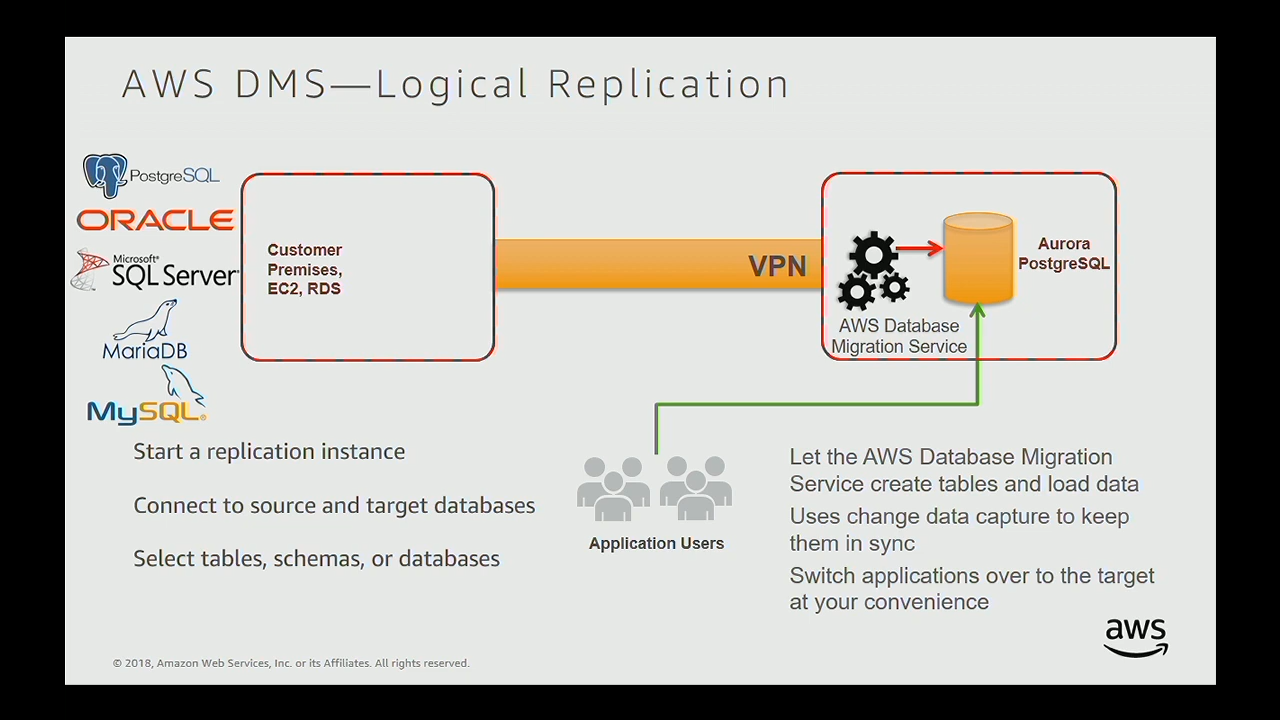 AWS DMS—Logical Replication
PostgreSQL
ORACLE
Microsoft®
SQL Server®
MariaDB
MySQL®
Customer
Premises,
EC2, RDS
VPN
AWS Database
Migration Service
Aurora
PostgreSQL
Start a replication instance
Connect to source and target databases
Select tables, schemas, or databases
Application Users
Let the AWS Database Migration
Service create tables and load data
Uses change data capture to keep
them in sync
Switch applications over to the target
at your convenience
aws
© 2018, Amazon Web Services, Inc. or its Affiliates. All rights reserved.